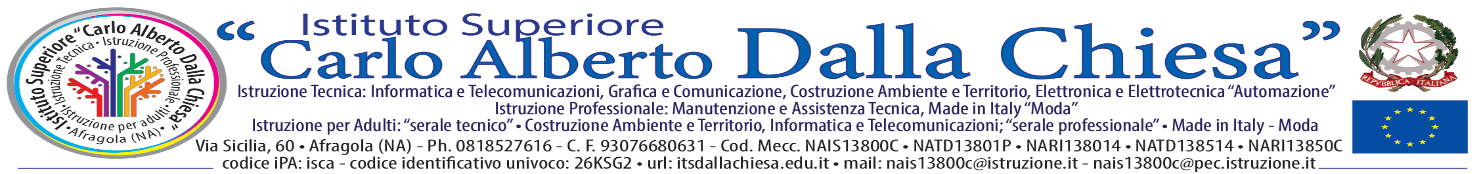 Istituto Superiore "Carlo Alberto Dalla Chiesa"
• Istruzione Tecnica • Istruzione Professionale •
• Istruzione per adulti •
• Afragola (NA) •
Istituto Superiore
“Carlo Alberto Dalla Chiesa”
Istruzione Tecnica: Informatica e Telecomunicazioni, Grafica e Comunicazione, Costruzione Ambiente e Territorio, Elettronica e Elettrotecnica “Automazione”
Istruzione Professionale: Manutenzione e Assistenza Tecnica, Made in Italy “Moda”
Istruzione per Adulti: “serale tecnico” • Costruzione Ambiente e Territorio, Informatica e Telecomunicazioni; “serale professionale” • Made in Italy - Moda
Via Sicilia, 60 • Afragola (NA) - Ph. 0818527616 - C. F. 93076680631 - Cod. Mecc. NAIS13800C • NATD13801P • NARI138014 • NATD138514 • NARI13850C
codice iPA: isca - codice identificativo univoco: 26KSG2 • url: itsdallachiesa.edu.it • mail: nais13800c@istruzione.it - nais13800c@pec.istruzione.it
REPVBBLICA ITALIANA